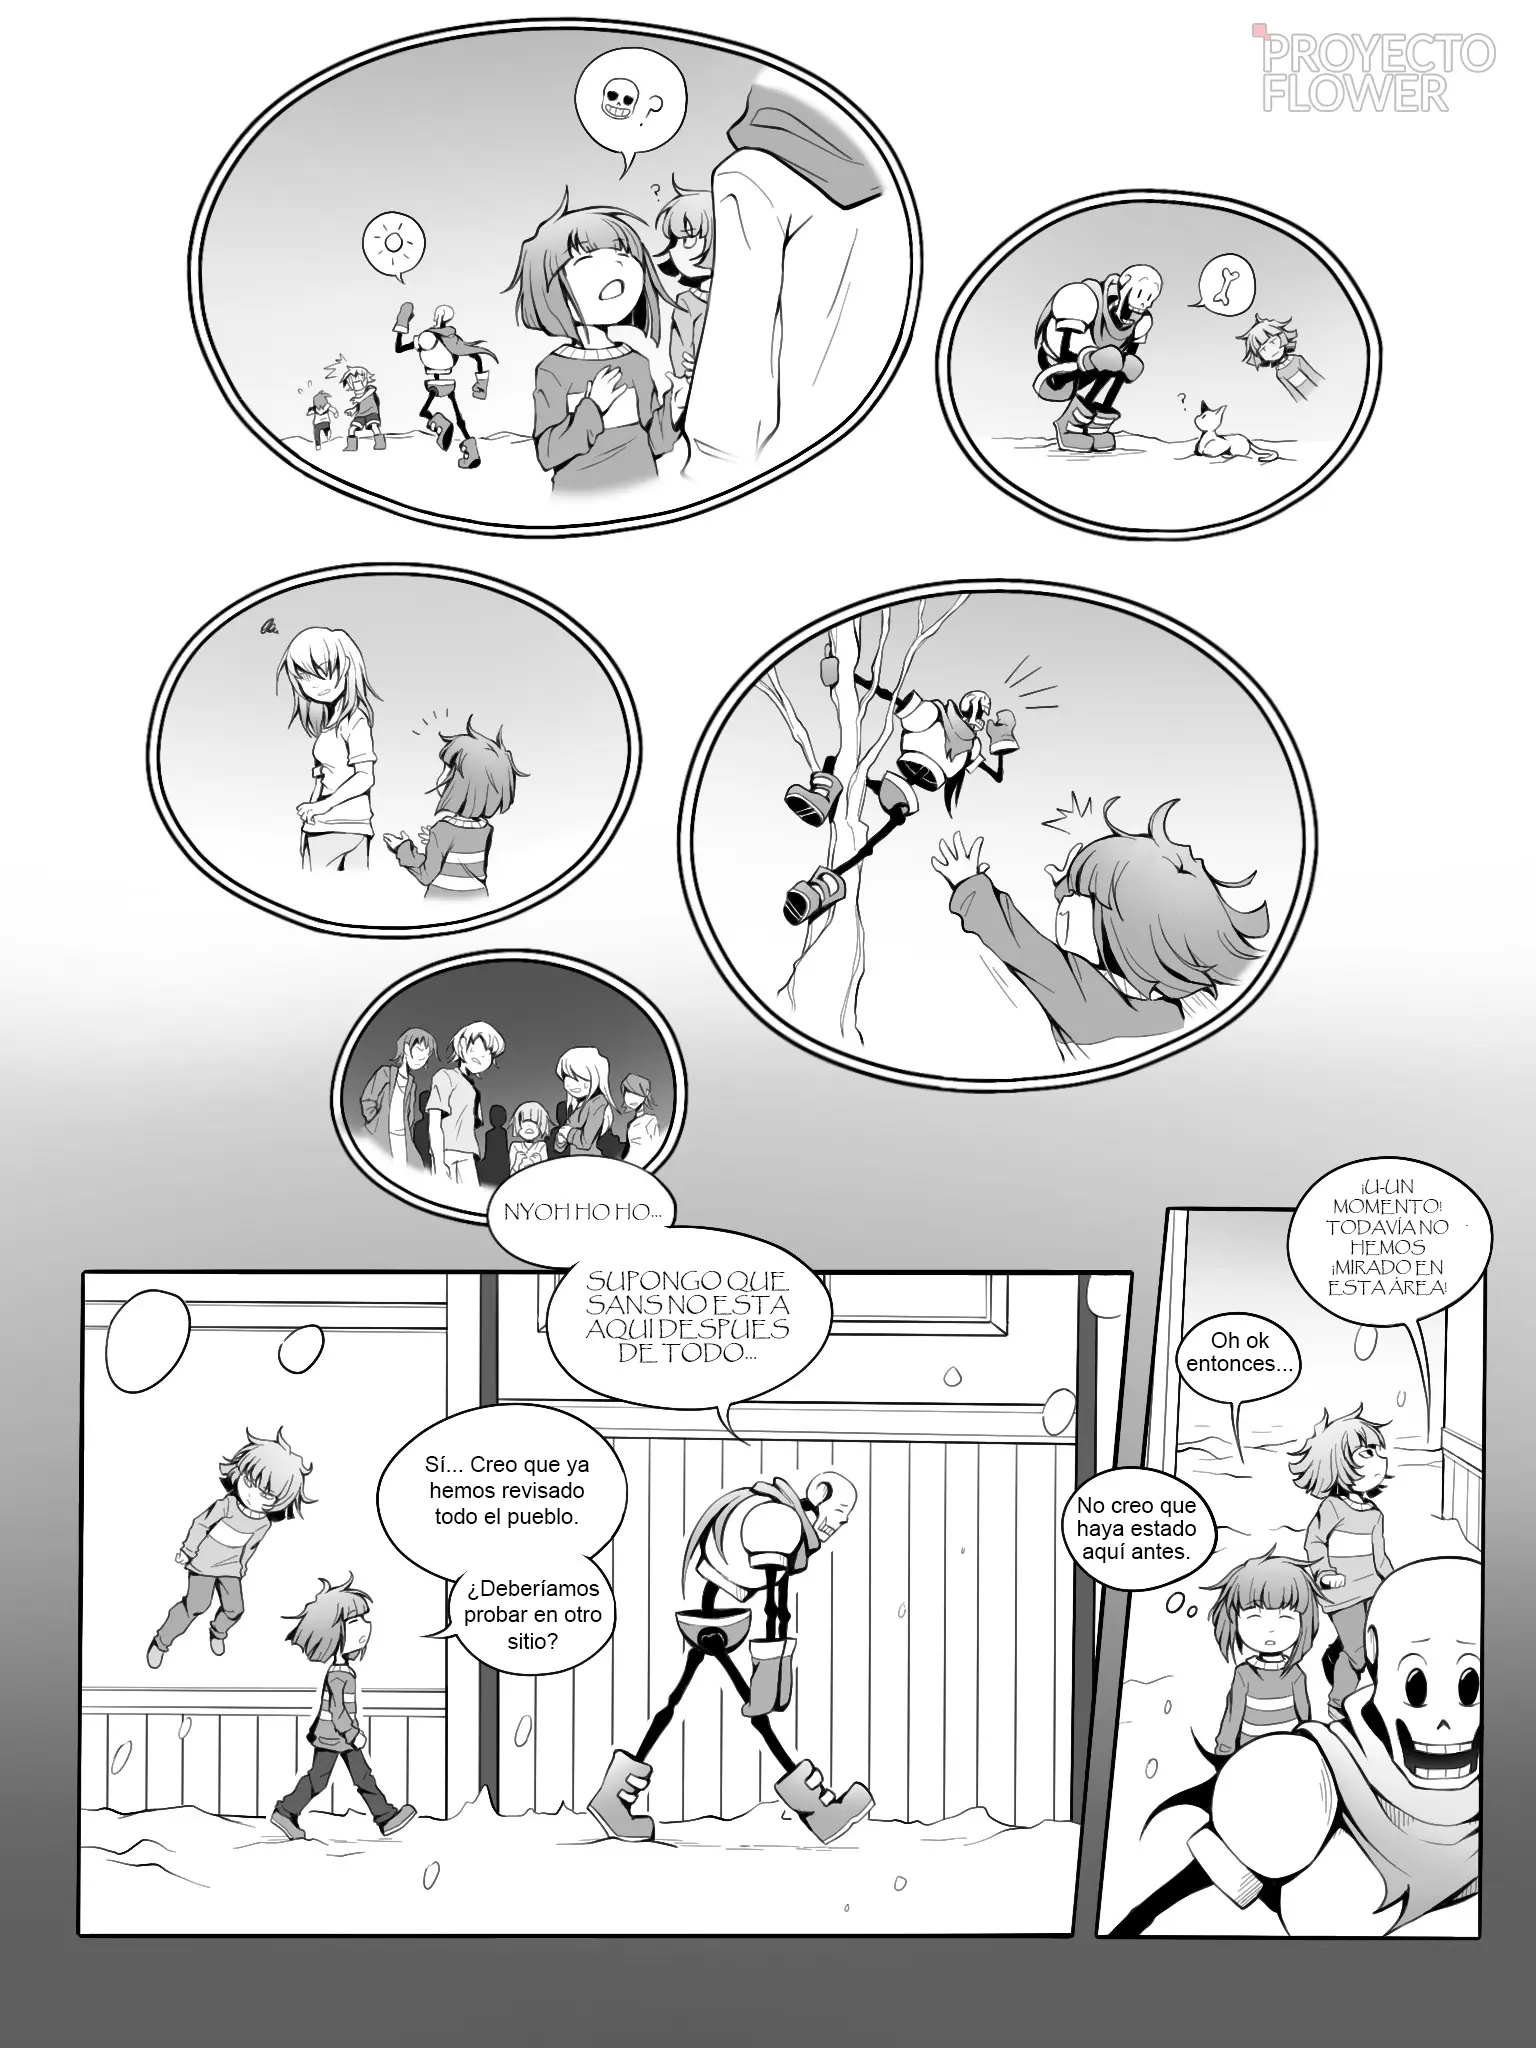 PROYECTO
FLOWER
?
?
?
NYOH HO HO...
SUPONGO QUE
SANS NO ESTA
AQUI DESPUES
DE TODO...
Sí... Creo que ya
hemos revisado
todo el pueblo.
¿Deberíamos
probar en otro
sitio?
¡U-UN
MOMENTO!
TODAVÍA NO
HEMOS
¡MIRADO EN
ESTA ÁREA!
Oh ok
entonces...
No creo que
haya estado
aquí antes.